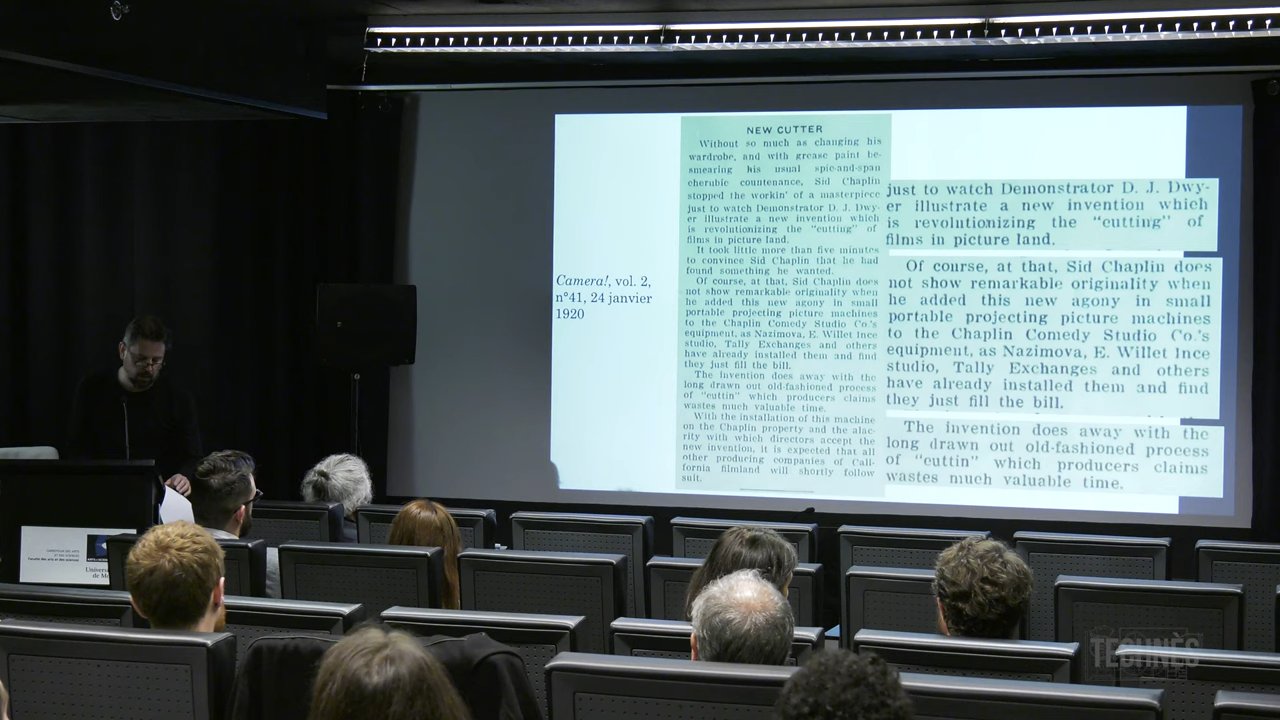 Camera!, vol. 2,
n°41, 24 janvier
1920
NEW CUTTER
Without so much as changing his
wardrobe, and with grease paint be-
smearing his usual spic-and-span
cherubic countenance, Sid Chaplin
stopped the workin' of a masterpiece
just to watch Demonstrator D. J. Dwy-
er illustrate a new invention which
is revolutionizing the "cutting" of
films in picture land.
It took little more than five minutes
to convince Sid Chaplin that he had
found something he wanted.
Of course, at that, Sid Chaplin does
not show remarkable originality when
he added this new agony in small
portable projecting picture machines
to the Chaplin Comedy Studio Co.'s
equipment, as Nazimova, E. Willet Ince
studio, Tally Exchanges and others
have already installed them and find
they just fill the bill.
The invention does away with the
long drawn out old-fashioned process
of "cuttin" which producers claims
wastes much valuable time.
With the installation of this machine
on the Chaplin property and the alac-
rity with which directors accept the
new invention, it is expected that all
other producing companies of Cali-
fornia filmland will shortly follow
suit.
just to watch Demonstrator D. J. Dwy-
er illustrate a new invention which
is revolutionizing the "cutting" of
films in picture land.
Of course, at that, Sid Chaplin does
not show remarkable originality when
he added this new agony in small
portable projecting picture machines
to the Chaplin Comedy Studio Co.'s
equipment, as Nazimova, E. Willet Ince
studio, Tally Exchanges and others
have already installed them and find
they just fill the bill.
The invention does away with the
long drawn out old-fashioned process
of "cuttin" which producers claims
wastes much valuable time.
Faculté des arts et des sciences
Univers
de Mo
TECHNÈS